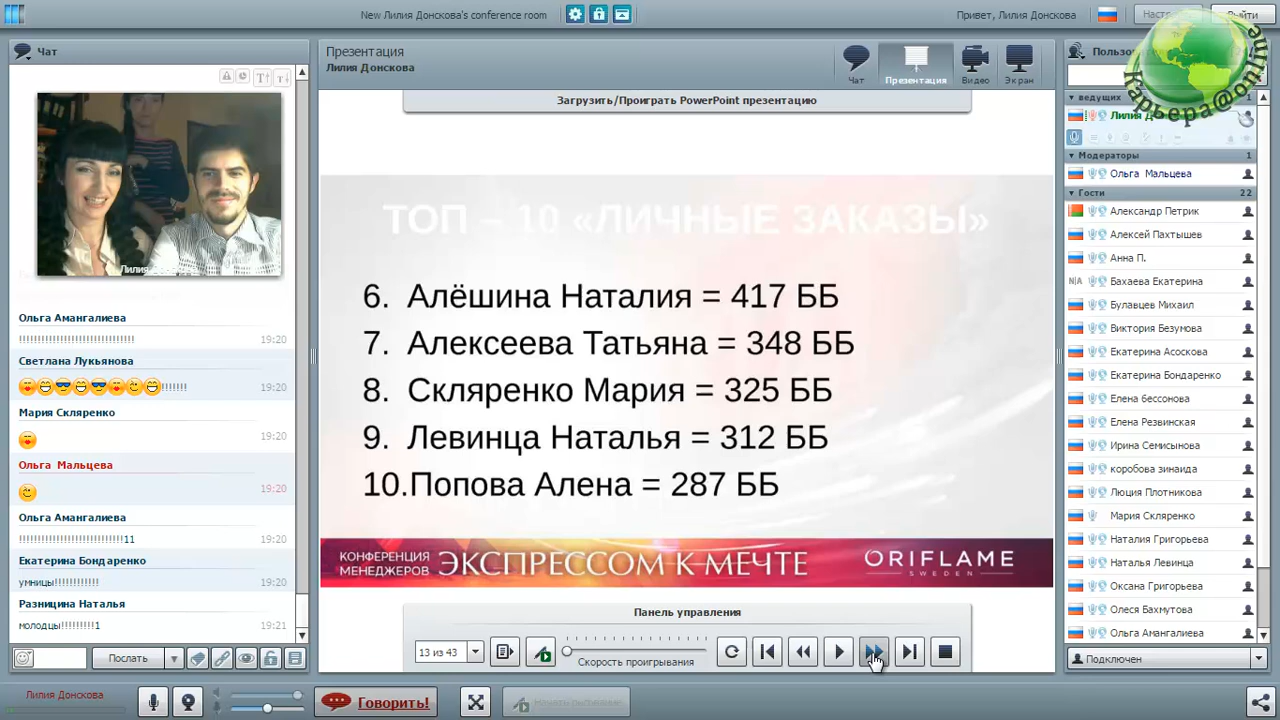 New Лилия Донскова's conference room
Привет, Лилия Донскова
Выйти
Карьера@online
Чат
Лилия
Ольга Амангалиева
!!!!!!!!!!!!!!!!!!!!!!!!!!!!!!!!
19:20
Светлана Лукьянова
!!!!!!!
19:20
Мария Скляренко
19:20
Ольга Мальцева
19:20
Ольга Амангалиева
!!!!!!!!!!!!!!!!!!!!!!!!!!!!!11
19:20
Екатерина Бондаренко
умницы!!!!!!!!!!!!
19:20
Разницина Наталья
молодцы!!!!!!!!!1
19:21
Послать
Презентация
Лилия Донскова
Чат
Презентация
Видео
Экран
Загрузить/Проиграть PowerPoint презентацию
ТОП – 10 «ЛИЧНЫЕ ЗАКАЗЫ»
6. Алёшина Наталия = 417 ББ
7. Алексеева Татьяна = 348 ББ
8. Скляренко Мария = 325 ББ
9. Левинца Наталья = 312 ББ
10.Попова Алена = 287 ББ
КОНФЕРЕНЦИЯ
МЕНЕДЖЕРОВ
ЭКСПРЕССОМ К МЕЧТЕ
ORIFLAME
SWEDEN
Панель управления
13 из 43
Скорость проигрывания
ведущих 1
Лилия
Модераторы 1
Ольга Мальцева
Гости 22
Александр Петрик
Алексей Пахтышев
Анна П.
N/A Бахаева Екатерина
Булавцев Михаил
Виктория Безунова
Екатерина Асоскова
Екатерина Бондаренко
Елена бессонова
Елена Резвинская
Ирина Семисынова
коробова зинаида
Люция Плотникова
Мария Скляренко
Наталия Григорьева
Наталья Левинца
Оксана Григорьева
Олеся Бахмутова
Ольга Амангалиева
Подключен
Лилия Донскова
Говорить!